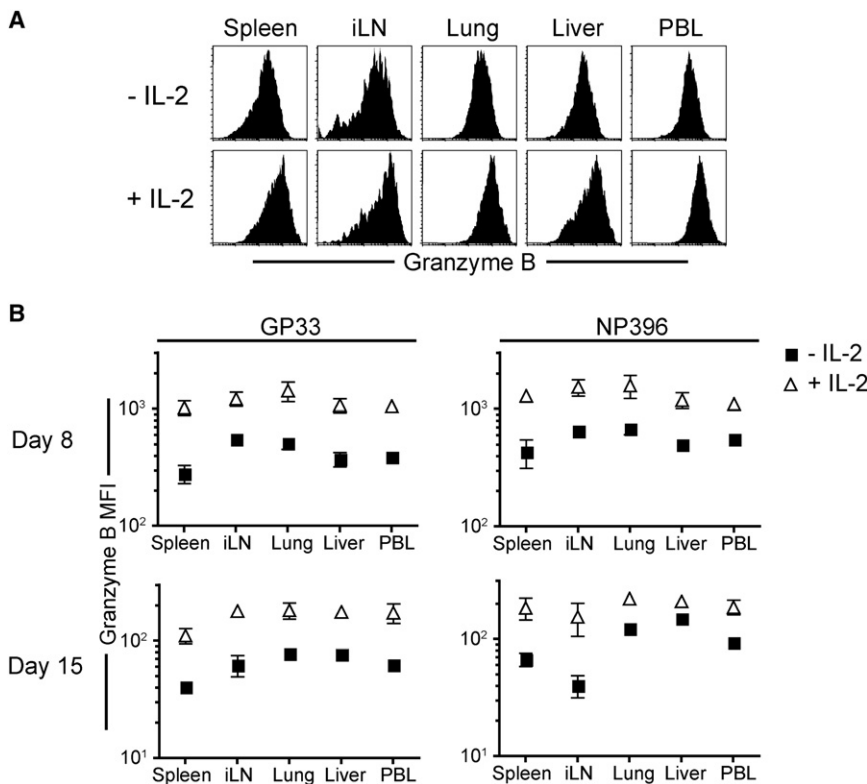 A
Spleen iLN Lung Liver PBL
- IL-2
+ IL-2
Granzyme B
B
GP33 NP396
- IL-2
+ IL-2
Day 8
10³
10²
Spleen iLN Lung Liver PBL
10³
10²
Spleen iLN Lung Liver PBL
Granzyme B MFI
Day 15
10²
10¹
Spleen iLN Lung Liver PBL
10²
10¹
Spleen iLN Lung Liver PBL